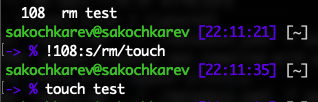 108  rm test
sakochkarev@sakochkarev [22:11:21] [~]
[-> % !108:s/rm/touch
sakochkarev@sakochkarev [22:11:35] [~]
[-> % touch test